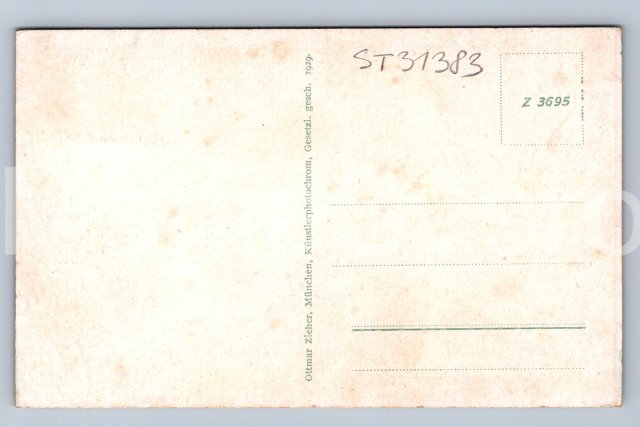 ST31383
Z 3695
Ottmar Zieher, München, Künstlerphotochrom, Gesetzl. gesch. 1929-